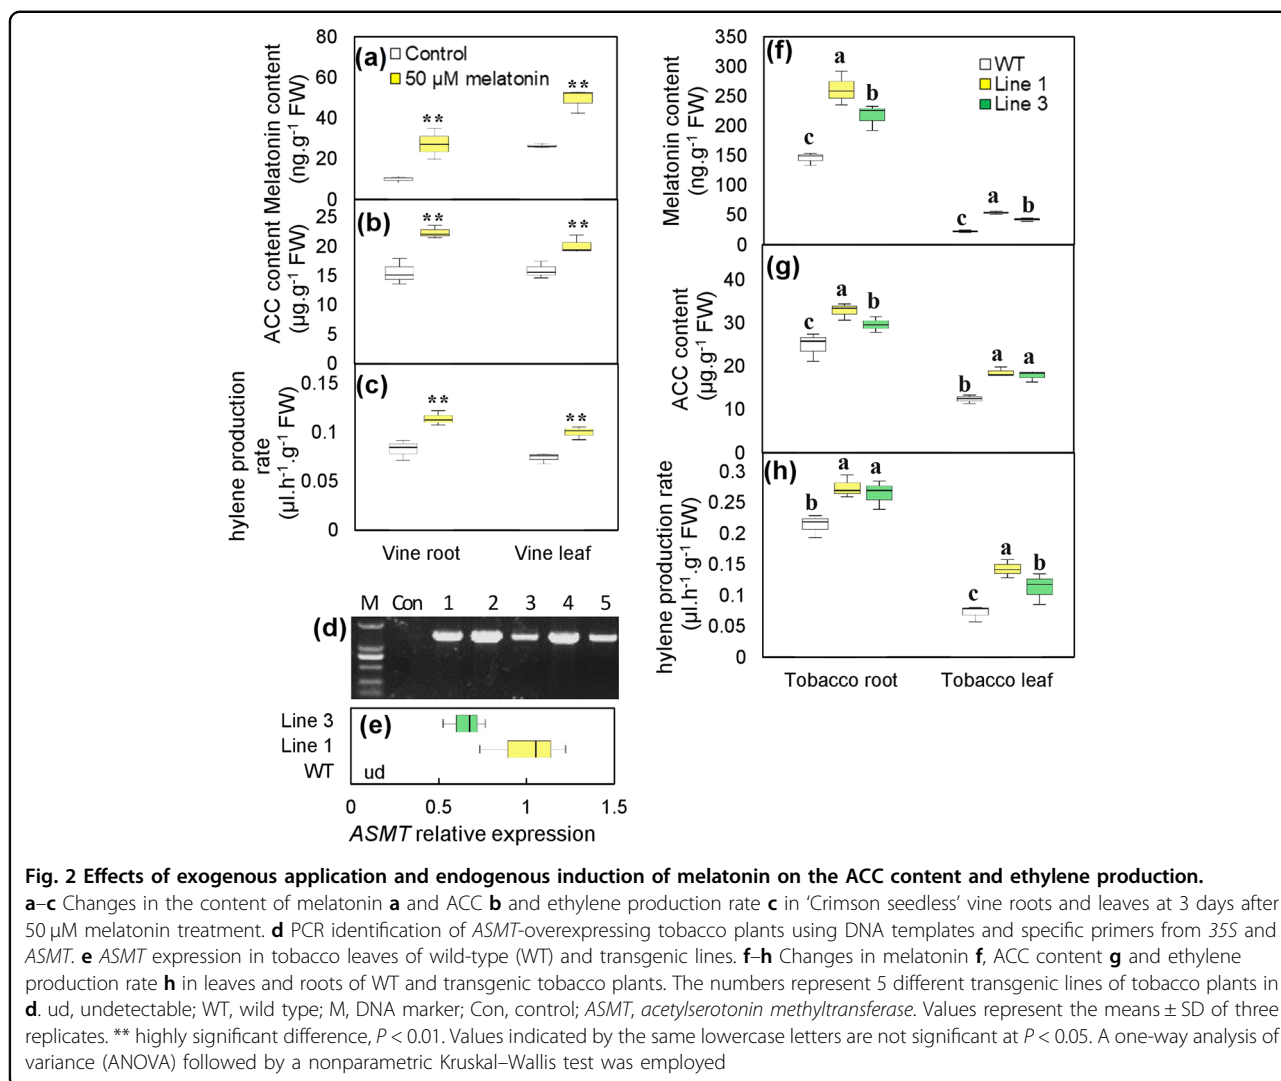 (a)
Control
50 µM melatonin
Melatonin content
(ng.g⁻¹ FW)
80
60
40
20
0
**
**
(b)
ACC content
(µg.g⁻¹ FW)
25
20
15
10
5
0
**
**
(c)
hylene production
rate
(µl.h⁻¹.g⁻¹ FW)
0.15
0.1
0.05
0
**
**
Vine root Vine leaf
M Con 1 2 3 4 5
(d)
(e)
Line 3
Line 1
WT ud
0 0.5 1 1.5
ASMT relative expression
(f)
WT
Line 1
Line 3
Melatonin content
(ng.g⁻¹ FW)
350
300
250
200
150
100
50
0
c a b
c a b
(g)
ACC content
(µg.g⁻¹ FW)
40
30
20
10
0
c a b
b a a
(h)
hylene production rate
(µl.h⁻¹.g⁻¹ FW)
0.3
0.25
0.2
0.15
0.1
0.05
0
b a a
c a b
Tobacco root Tobacco leaf
Fig. 2 Effects of exogenous application and endogenous induction of melatonin on the ACC content and ethylene production.
a–c Changes in the content of melatonin a and ACC b and ethylene production rate c in ‘Crimson seedless’ vine roots and leaves at 3 days after
50 µM melatonin treatment. d PCR identification of ASMT-overexpressing tobacco plants using DNA templates and specific primers from 35S and
ASMT. e ASMT expression in tobacco leaves of wild-type (WT) and transgenic lines. f–h Changes in melatonin f, ACC content g and ethylene
production rate h in leaves and roots of WT and transgenic tobacco plants. The numbers represent 5 different transgenic lines of tobacco plants in
d. ud, undetectable; WT, wild type; M, DNA marker; Con, control; ASMT, acetylserotonin methyltransferase. Values represent the means ± SD of three
replicates. ** highly significant difference, P < 0.01. Values indicated by the same lowercase letters are not significant at P < 0.05. A one-way analysis of
variance (ANOVA) followed by a nonparametric Kruskal–Wallis test was employed